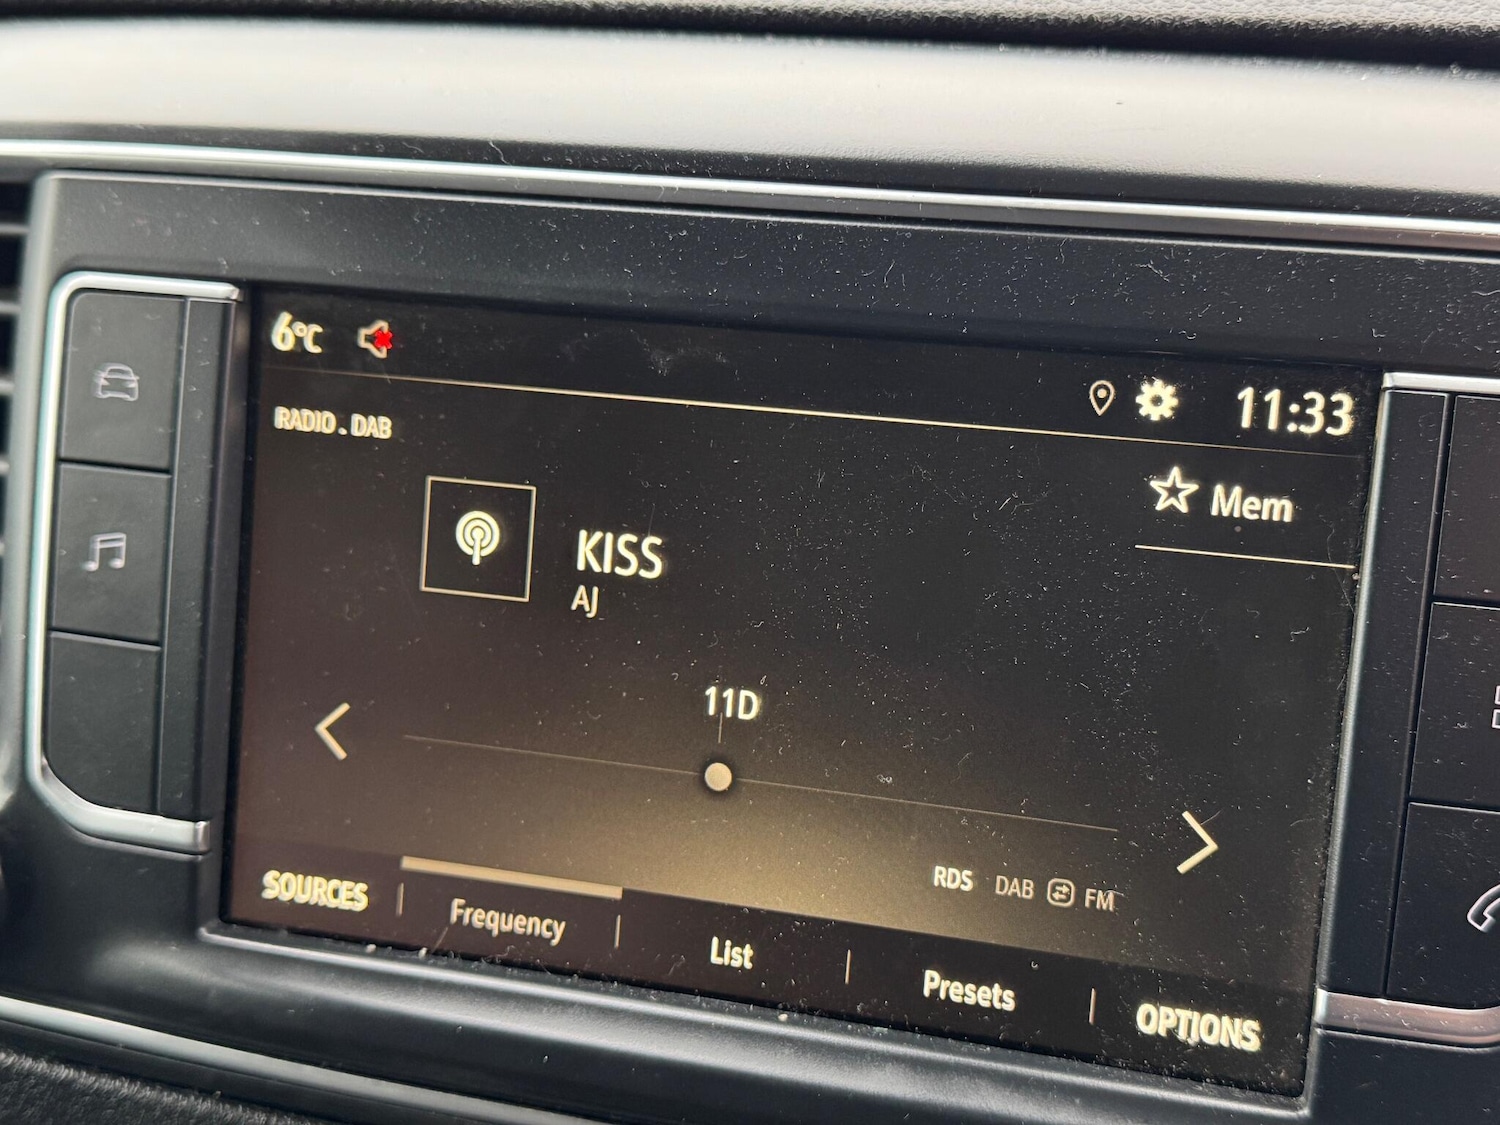 6°C
11:33
RADIO . DAB
Mem
KISS
AJ
11D
RDS DAB FM
SOURCES
Frequency
List
Presets
OPTIONS